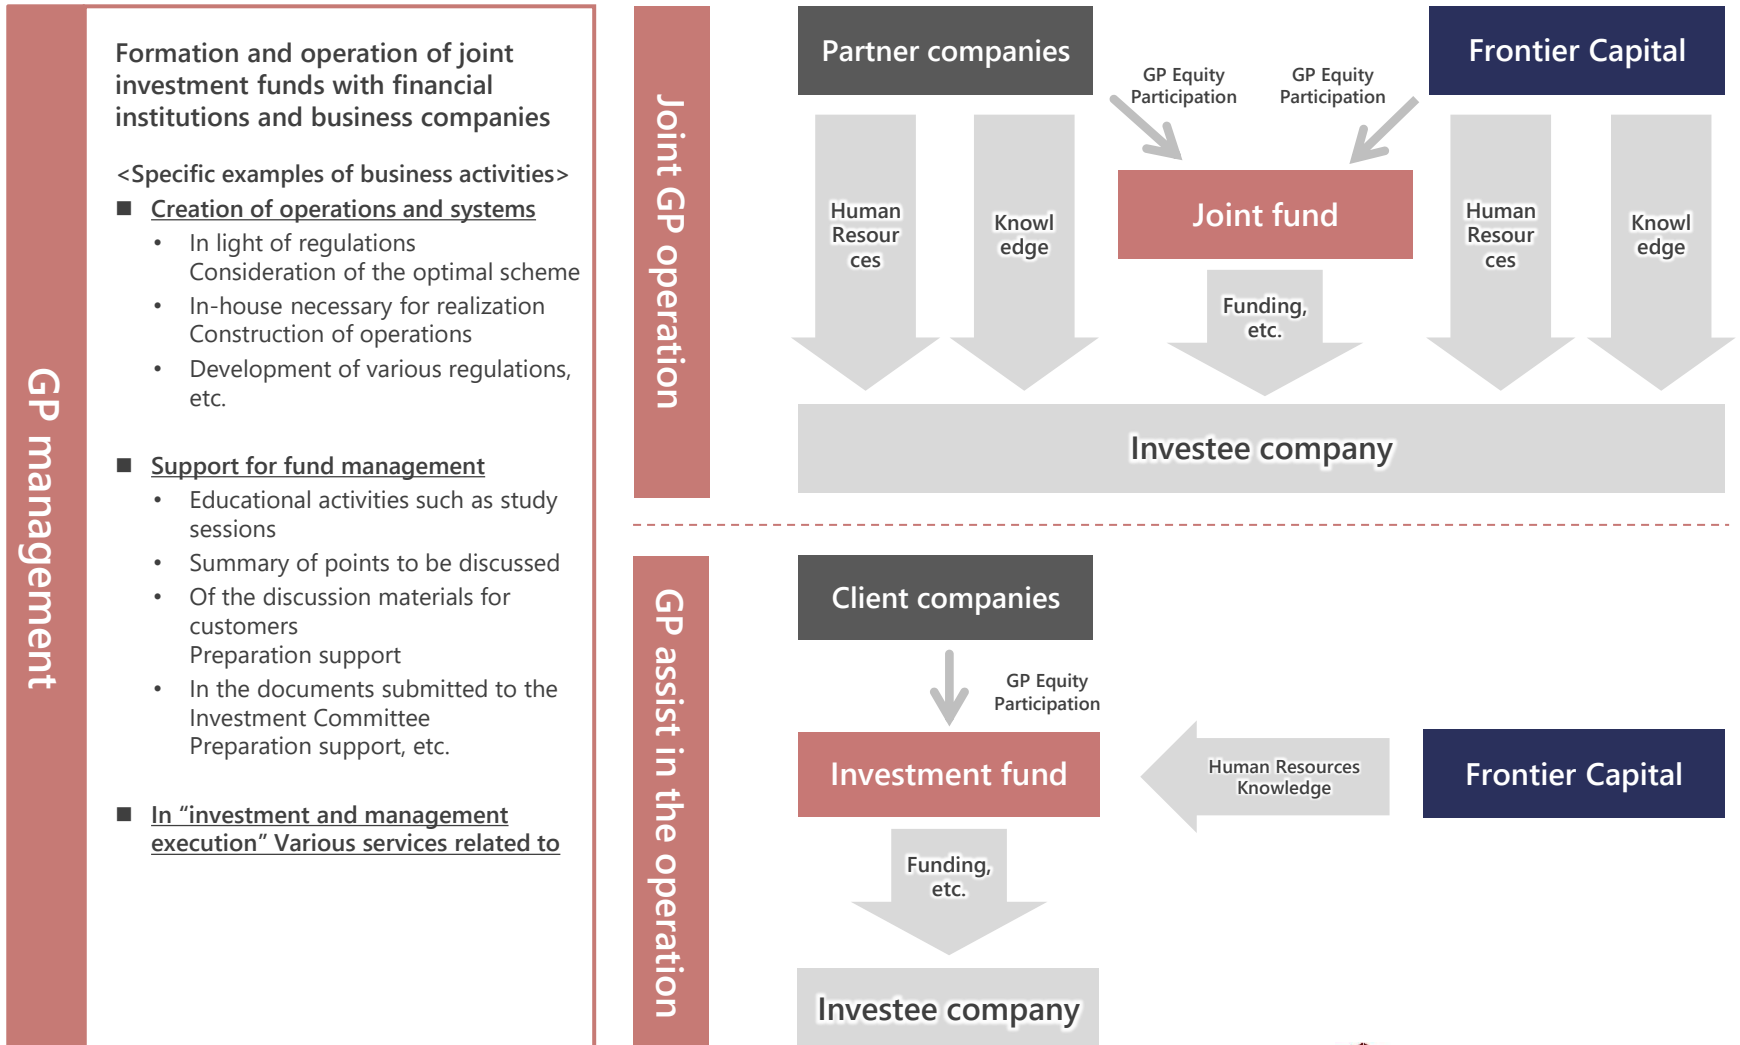 GP management
Formation and operation of joint
investment funds with financial
institutions and business companies
<Specific examples of business activities>
■ Creation of operations and systems
• In light of regulations
Consideration of the optimal scheme
• In-house necessary for realization
Construction of operations
• Development of various regulations,
etc.
■ Support for fund management
• Educational activities such as study
sessions
• Summary of points to be discussed
• Of the discussion materials for
customers
Preparation support
• In the documents submitted to the
Investment Committee
Preparation support, etc.
■ In “investment and management
execution” Various services related to
Joint GP operation
Partner companies
GP Equity
Participation
GP Equity
Participation
Frontier Capital
Human
Resour
ces
Knowl
edge
Joint fund
Human
Resour
ces
Knowl
edge
Funding,
etc.
Investee company
GP assist in the operation
Client companies
GP Equity
Participation
Investment fund
Human Resources
Knowledge
Frontier Capital
Funding,
etc.
Investee company